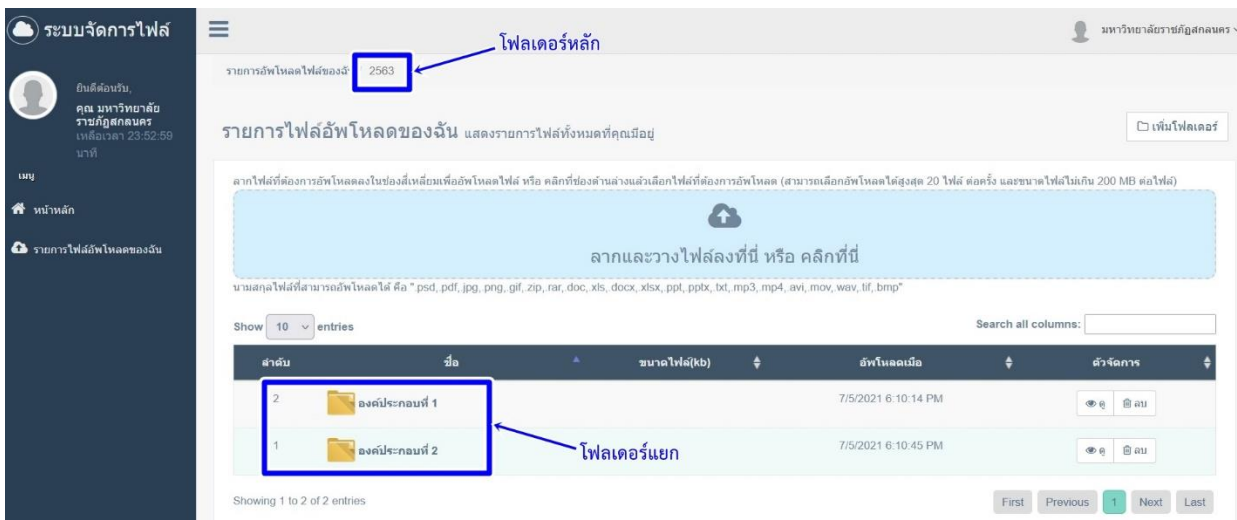 ระบบจัดการไฟล์
โฟลเดอร์หลัก
มหาวิทยาลัยราชภัฏสกลนคร
รายการอัพโหลดไฟล์ของฉั 2563
ยินดีต้อนรับ,
คุณ มหาวิทยาลัย
ราชภัฏสกลนคร
เหลือเวลา 23:52:59
นาที
รายการไฟล์อัพโหลดของฉัน แสดงรายการไฟล์ทั้งหมดที่คุณมีอยู่
เพิ่มโฟลเดอร์
เมนู
หน้าหลัก
รายการไฟล์อัพโหลดของฉัน
ลากไฟล์ที่ต้องการอัพโหลดลงในช่องสี่เหลี่ยมเพื่ออัพโหลดไฟล์ หรือ คลิกที่ช่องด้านล่างแล้วเลือกไฟล์ที่ต้องการอัพโหลด (สามารถเลือกอัพโหลดได้สูงสุด 20 ไฟล์ ต่อครั้ง และขนาดไฟล์ไม่เกิน 200 MB ต่อไฟล์)
ลากและวางไฟล์ลงที่นี่ หรือ คลิกที่นี่
นามสกุลไฟล์ที่สามารถอัพโหลดได้ คือ ".psd, pdf, jpg, png, gif, zip, rar, doc, xls, docx, xlsx, ppt, pptx, txt, mp3, mp4, avi, mov, wav, tif, bmp"
Show 10 entries
Search all columns:
ลำดับ ชื่อ ขนาดไฟล์(kb) อัพโหลดเมื่อ ตัวจัดการ
2 องค์ประกอบที่ 1 7/5/2021 6:10:14 PM ดู ลบ
1 องค์ประกอบที่ 2 7/5/2021 6:10:45 PM ดู ลบ
โฟลเดอร์แยก
Showing 1 to 2 of 2 entries
First Previous 1 Next Last